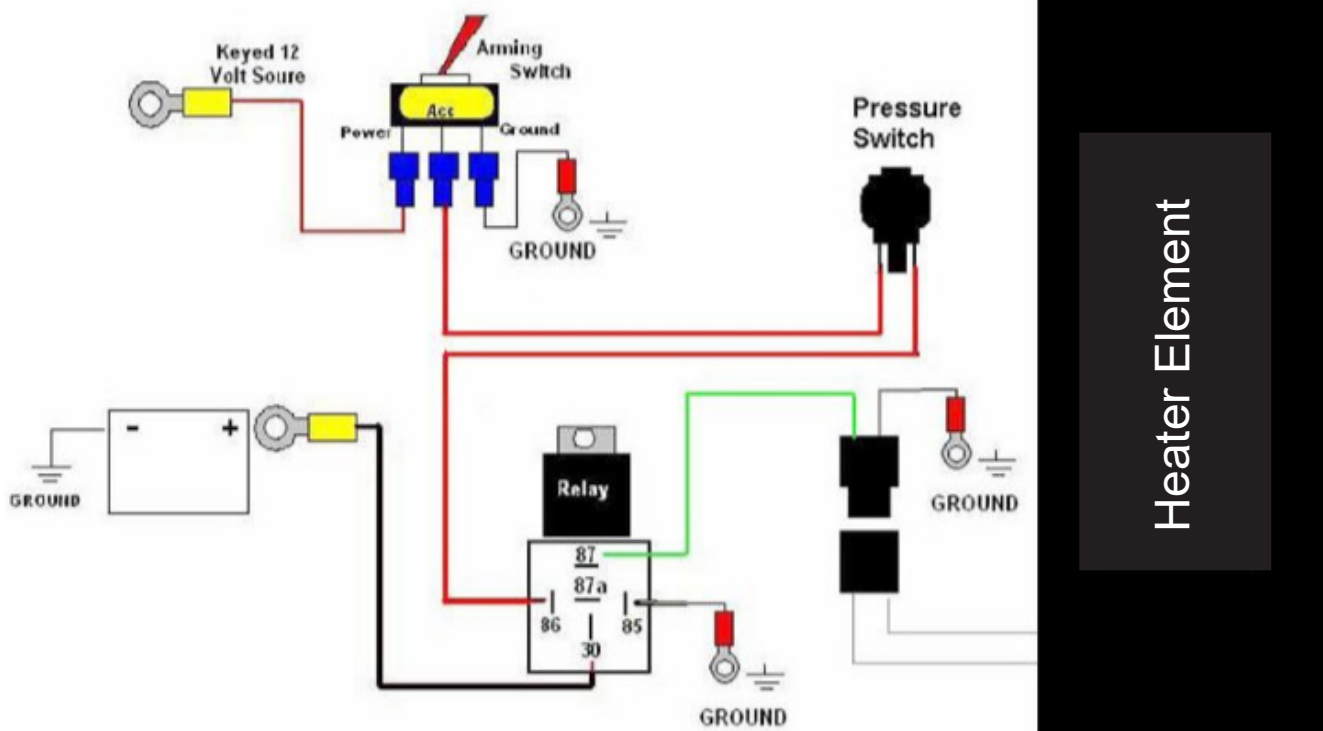 Keyed 12
Volt Soure
Arming
Switch
Acc
Power
Ground
GROUND
Pressure
Switch
-
+
GROUND
Relay
87
87a
86
85
30
GROUND
GROUND
Heater Element